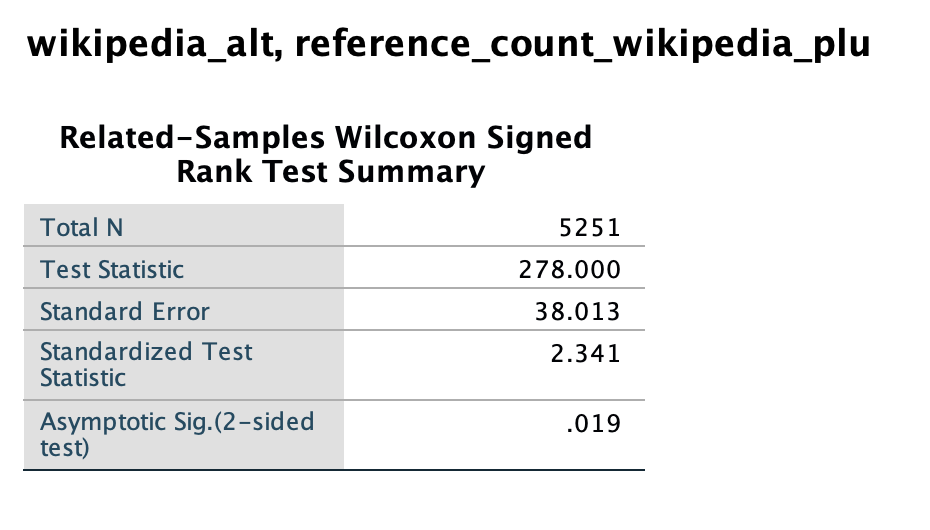 wikipedia_alt, reference_count_wikipedia_plu
Related-Samples Wilcoxon Signed
Rank Test Summary
Total N 5251
Test Statistic 278.000
Standard Error 38.013
Standardized Test 2.341
Statistic
Asymptotic Sig.(2-sided .019
test)